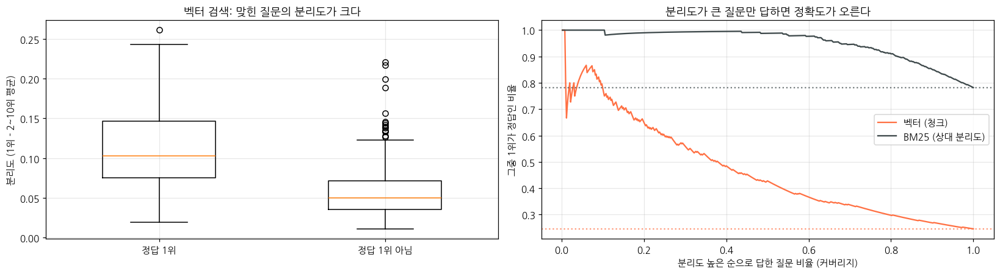 벡터 검색: 맞힌 질문의 분리도가 크다
분리도 (1위 - 2~10위 평균)
0.25
0.20
0.15
0.10
0.05
0.00
정답 1위
정답 1위 아님
분리도가 큰 질문만 답하면 정확도가 오른다
그중 1위가 정답인 비율
1.0
0.9
0.8
0.7
0.6
0.5
0.4
0.3
벡터 (청크)
BM25 (상대 분리도)
0.0
0.2
0.4
0.6
0.8
1.0
분리도 높은 순으로 답한 질문 비율 (커버리지)